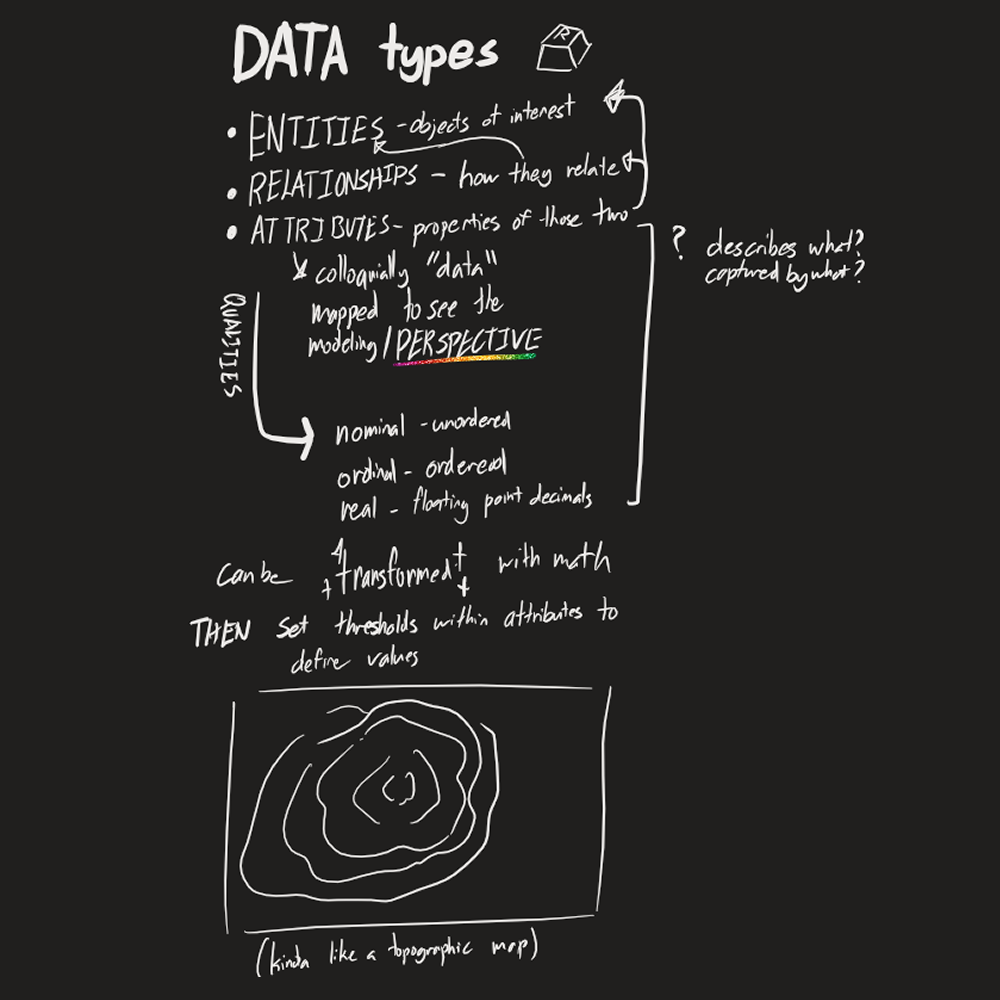 DATA types R
• ENTITIES - objects of interest
• RELATIONSHIPS - how they relate
• ATTRIBUTES - properties of those two
? describes what?
captured by what?
colloquially "data"
mapped to see the
modeling / PERSPECTIVE
QUALITIES
nominal - unordered
ordinal - ordered
real - floating point decimals
can be transformed with math
THEN set thresholds within attributes to
define values
(kinda like a topographic map)